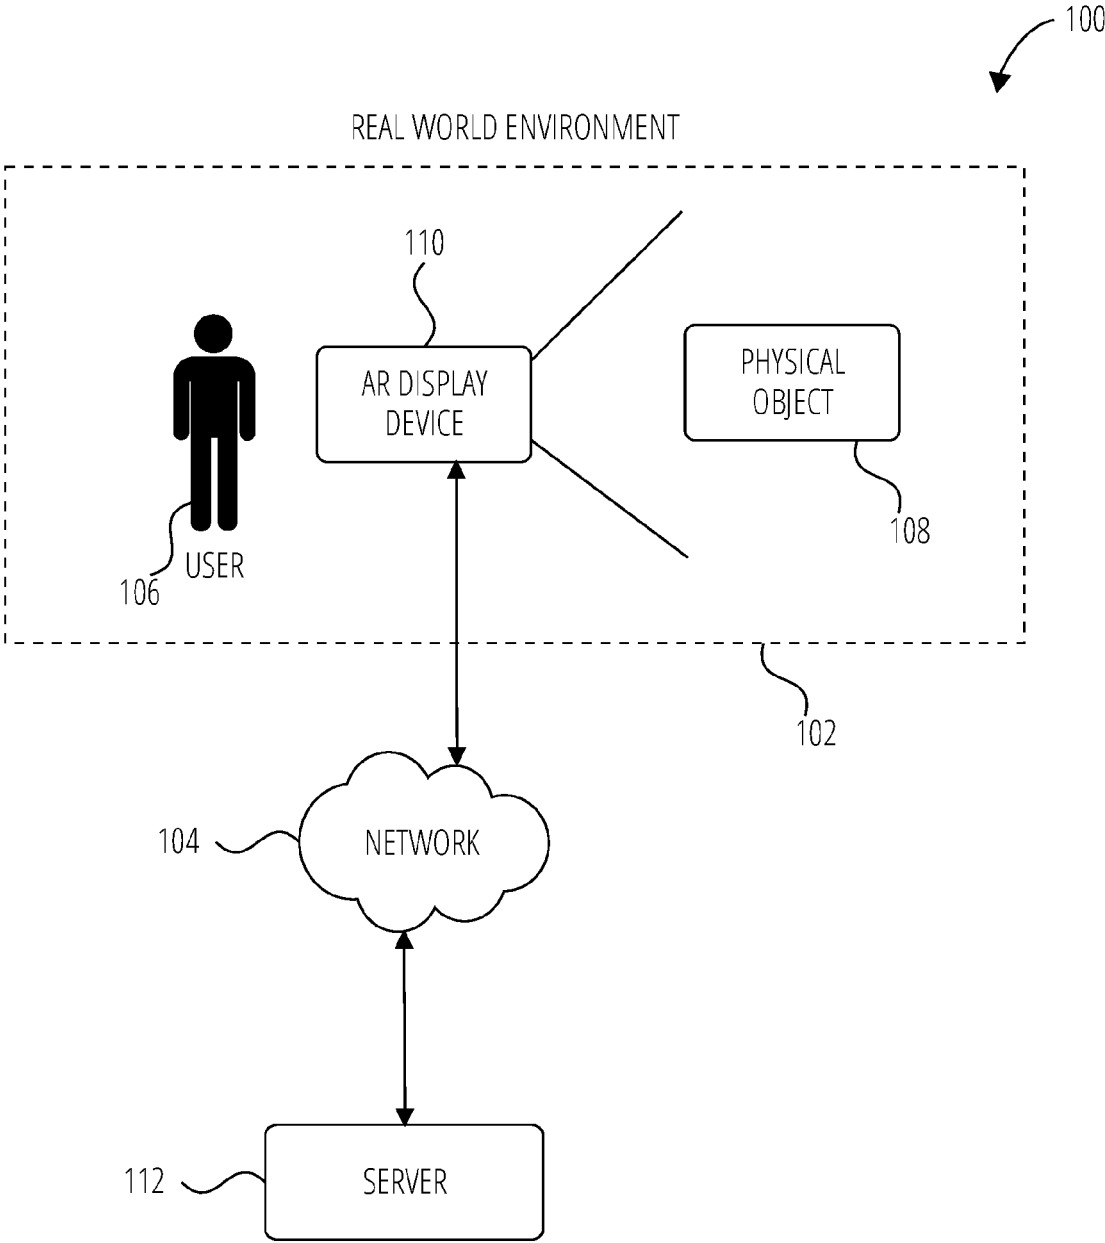 100
REAL WORLD ENVIRONMENT
110
AR DISPLAY
DEVICE
PHYSICAL
OBJECT
108
USER
106
102
104
NETWORK
112
SERVER